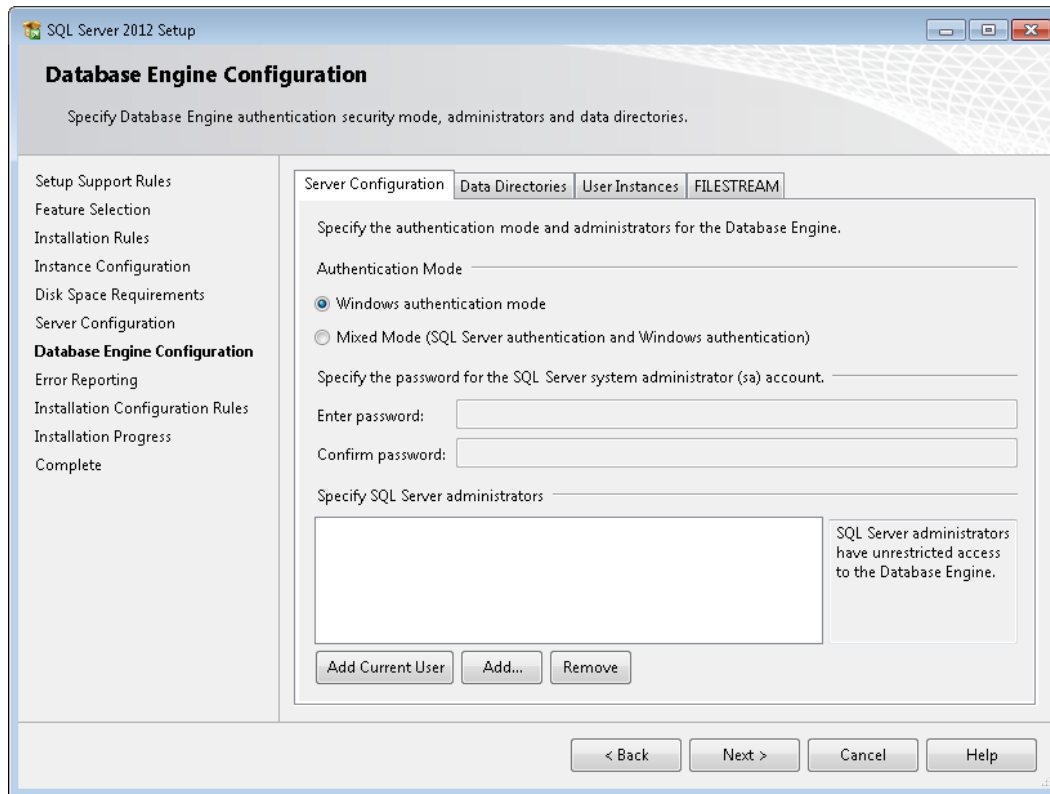 SQL Server 2012 Setup
Database Engine Configuration
Specify Database Engine authentication security mode, administrators and data directories.
Setup Support Rules
Feature Selection
Installation Rules
Instance Configuration
Disk Space Requirements
Server Configuration
Database Engine Configuration
Error Reporting
Installation Configuration Rules
Installation Progress
Complete
Server Configuration Data Directories User Instances FILESTREAM
Specify the authentication mode and administrators for the Database Engine.
Authentication Mode
Windows authentication mode
Mixed Mode (SQL Server authentication and Windows authentication)
Specify the password for the SQL Server system administrator (sa) account.
Enter password:
Confirm password:
Specify SQL Server administrators
SQL Server administrators
have unrestricted access
to the Database Engine.
Add Current User Add... Remove
< Back Next > Cancel Help